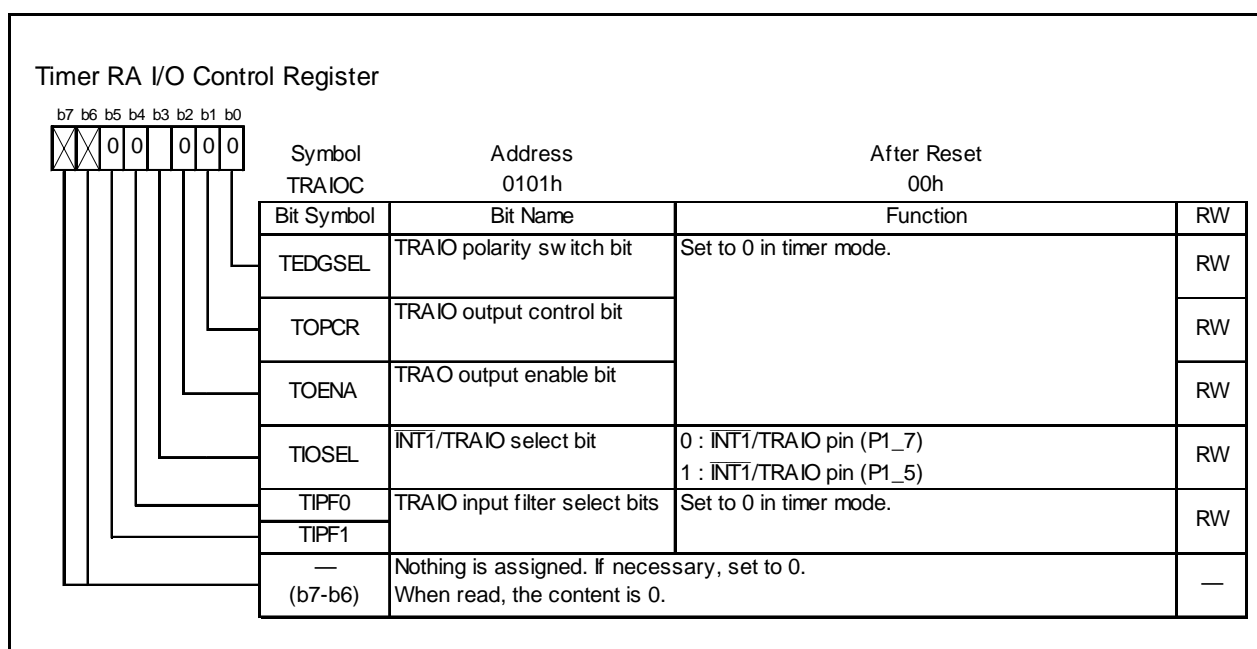 Timer RA I/O Control Register
b7 b6 b5 b4 b3 b2 b1 b0
0 0 0 0 0
Symbol Address After Reset
TRAIOC 0101h 00h
Bit Symbol Bit Name Function RW
TEDGSEL TRAIO polarity switch bit Set to 0 in timer mode. RW
TOPCR TRAIO output control bit RW
TOENA TRAO output enable bit RW
TIOSEL INT1/TRAIO select bit 0 : INT1/TRAIO pin (P1_7) RW
1 : INT1/TRAIO pin (P1_5)
TIPF0 TRAIO input filter select bits Set to 0 in timer mode. RW
TIPF1
— Nothing is assigned. If necessary, set to 0. —
(b7-b6) When read, the content is 0.